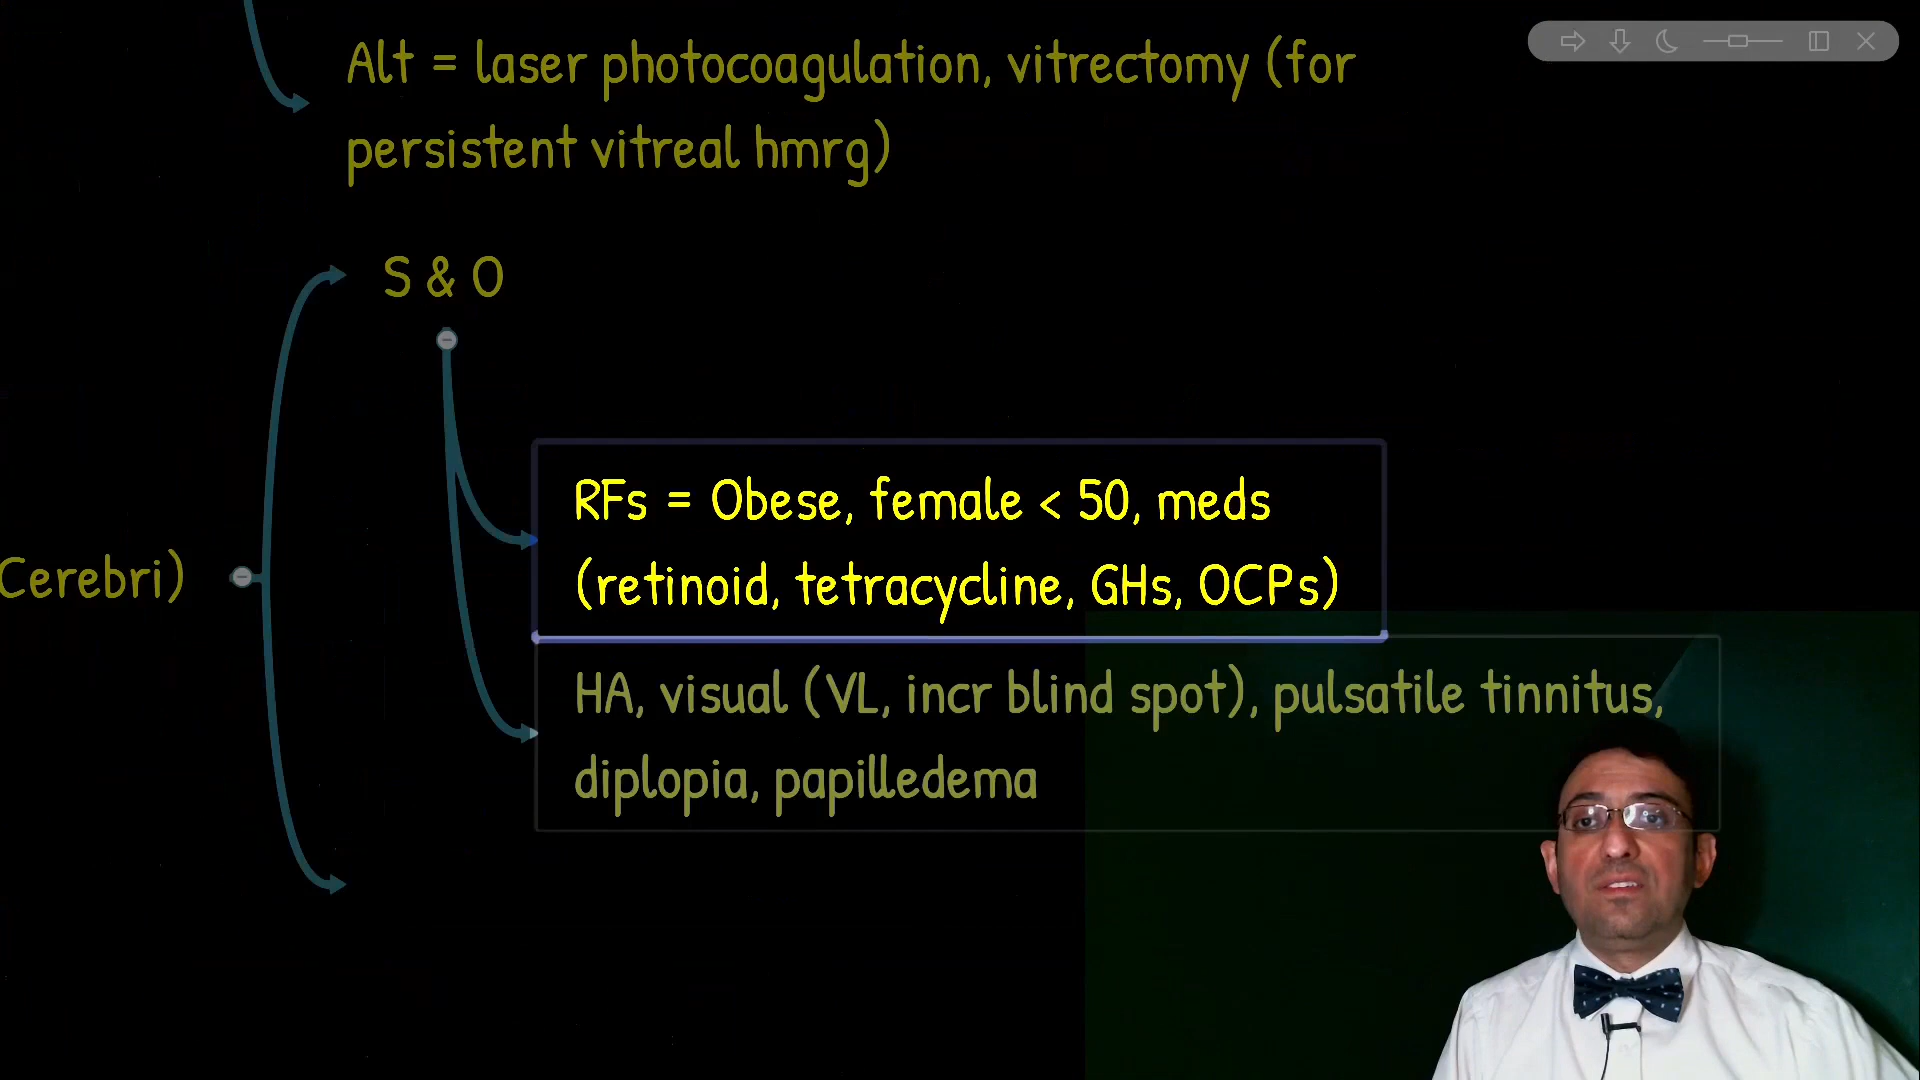 Alt = laser photocoagulation, vitrectomy (for
persistent vitreal hmrg)
S & O
RFs = Obese, female < 50, meds
(retinoid, tetracycline, GHs, OCPs)
Cerebri)
HA, visual (VL, incr blind spot), pulsatile tinnitus,
diplopia, papilledema